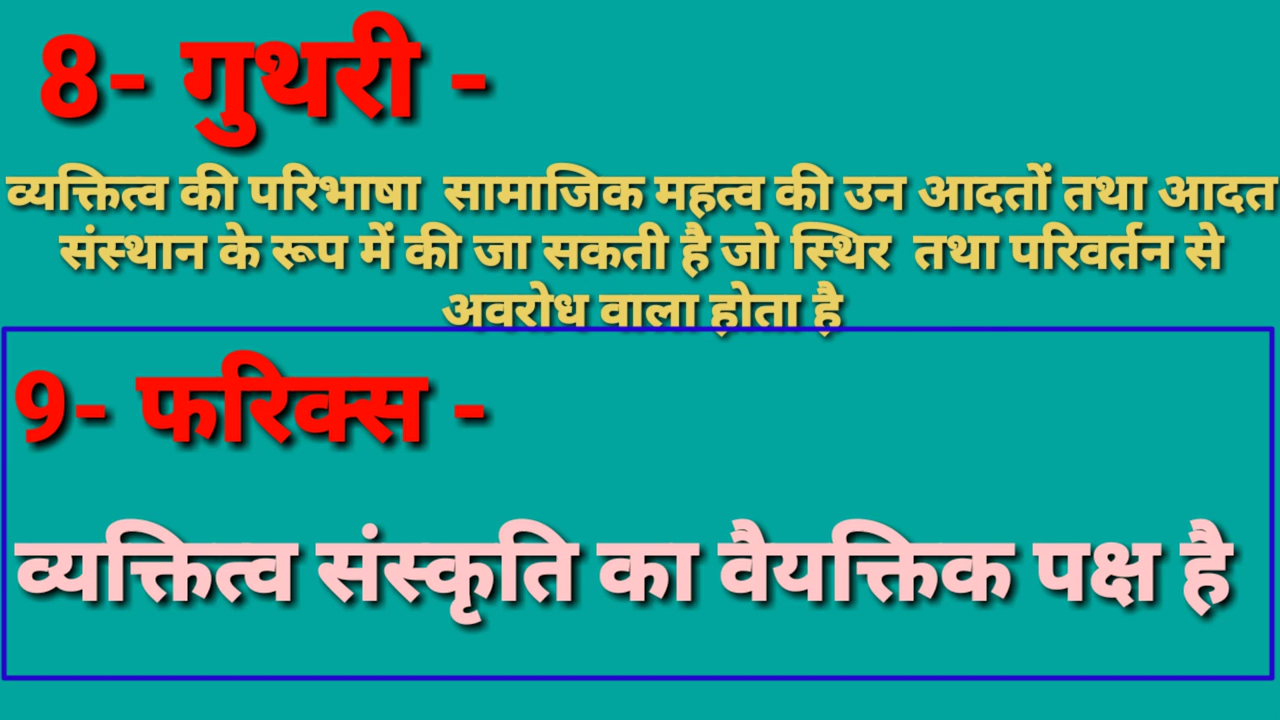 8- गुथरी -
व्यक्तित्व की परिभाषा सामाजिक महत्व की उन आदतों तथा आदत
संस्थान के रूप में की जा सकती है जो स्थिर तथा परिवर्तन से
अवरोध वाला होता है
9- फरिक्स -
व्यक्तित्व संस्कृति का वैयक्तिक पक्ष है